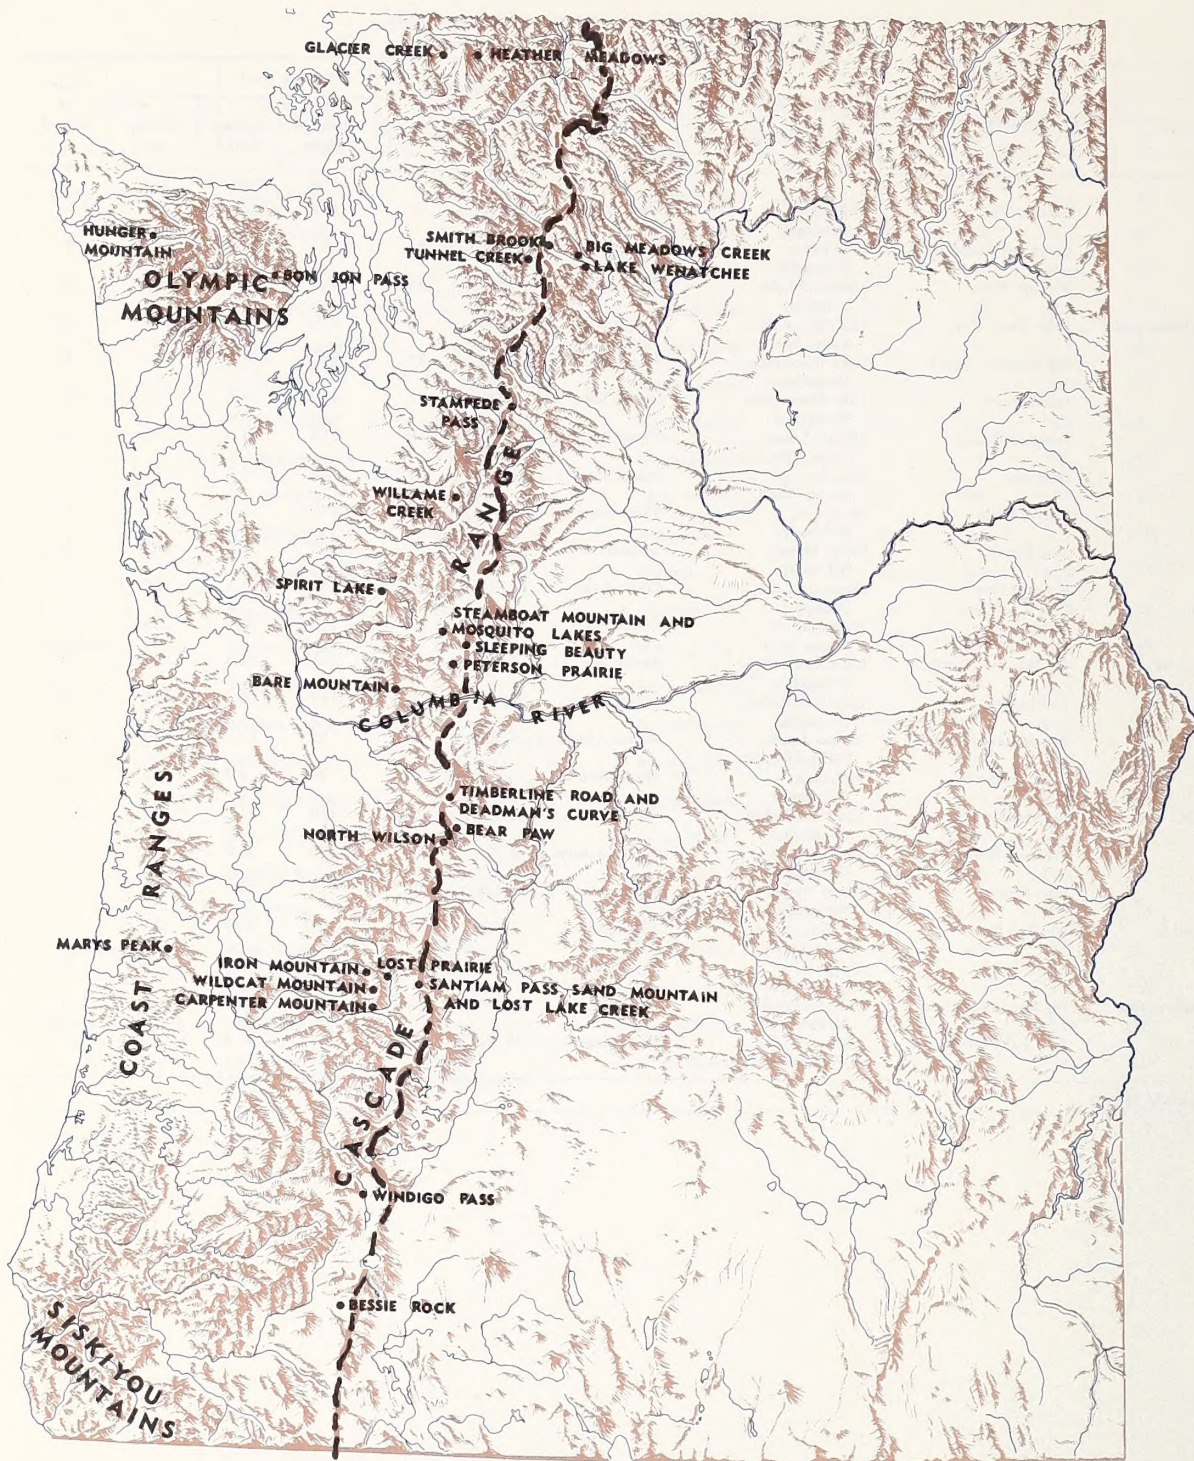 GLACIER CREEK
HEATHER MEADOWS
HUNGER
MOUNTAIN
OLYMPIC
MOUNTAINS
BON JON PASS
SMITH BROOK
TUNNEL CREEK
BIG MEADOWS CREEK
LAKE WENATCHEE
STAMPEDE
PASS
WILLAME
CREEK
CASCADE RANGE
SPIRIT LAKE
STEAMBOAT MOUNTAIN AND
MOSQUITO LAKES
SLEEPING BEAUTY
PETERSON PRAIRIE
BARE MOUNTAIN
COLUMBIA RIVER
TIMBERLINE ROAD AND
DEADMAN'S CURVE
BEAR PAW
NORTH WILSON
COAST RANGES
MARYS PEAK
IRON MOUNTAIN
LOST PRAIRIE
WILDCAT MOUNTAIN
CARPENTER MOUNTAIN
SANTIAM PASS SAND MOUNTAIN
AND LOST LAKE CREEK
WINDIGO PASS
BESSIE ROCK
SISKIYOU
MOUNTAINS